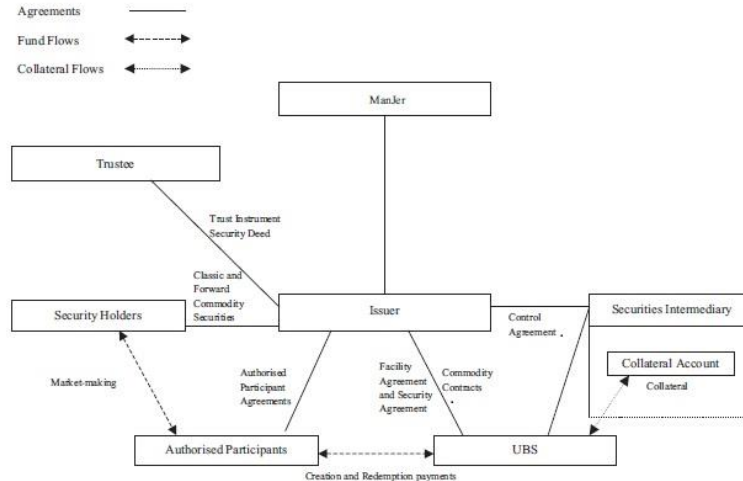 Agreements
Fund Flows
Collateral Flows
ManJer
Trustee
Trust Instrument
Security Deed
Classic and
Forward
Commodity
Securities
Security Holders
Issuer
Securities Intermediary
Control
Agreement
Collateral Account
Collateral
Market-making
Authorised
Participant
Agreements
Facility
Agreement
and Security
Agreement
Commodity
Contracts
Authorised Participants
UBS
Creation and Redemption payments